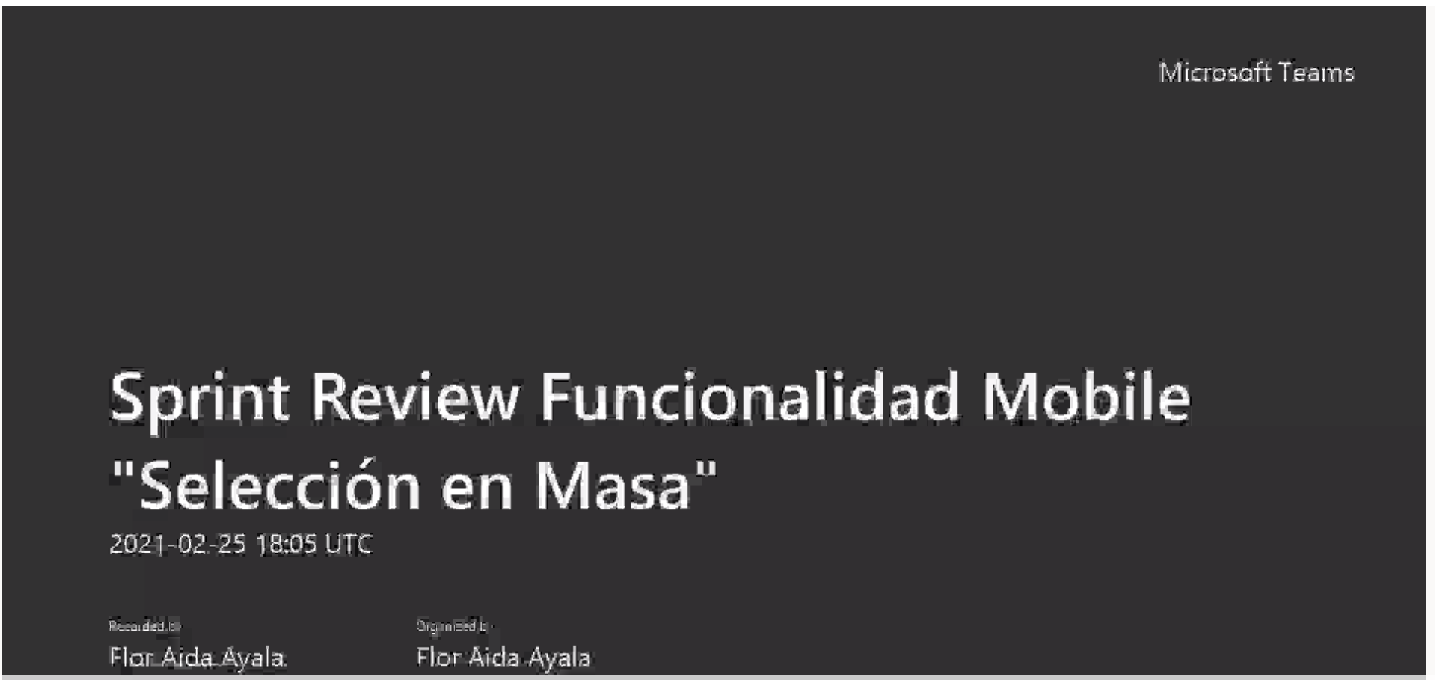 Microsoft Teams
Sprint Review Funcionalidad Mobile
"Selección en Masa"
2021-02-25 18:05 UTC
Recorded by
Organized by
Flor Aida Ayala
Flor Aida Ayala